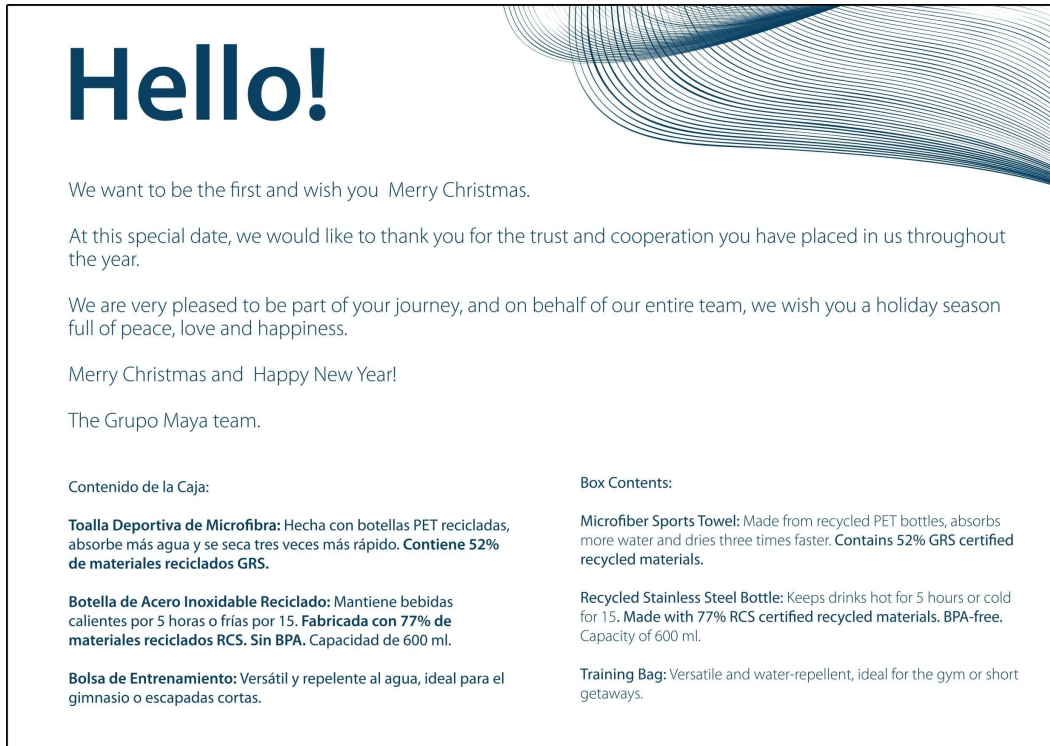 Hello!
We want to be the first and wish you  Merry Christmas.
At this special date, we would like to thank you for the trust and cooperation you have placed in us throughout
the year.
We are very pleased to be part of your journey, and on behalf of our entire team, we wish you a holiday season
full of peace, love and happiness.
Merry Christmas and  Happy New Year!
The Grupo Maya team.
Contenido de la Caja:
Toalla Deportiva de Microfibra: Hecha con botellas PET recicladas,
absorbe más agua y se seca tres veces más rápido. Contiene 52%
de materiales reciclados GRS.
Botella de Acero Inoxidable Reciclado: Mantiene bebidas
calientes por 5 horas o frías por 15. Fabricada con 77% de
materiales reciclados RCS. Sin BPA. Capacidad de 600 ml.
Bolsa de Entrenamiento: Versátil y repelente al agua, ideal para el
gimnasio o escapadas cortas.
Box Contents:
Microfiber Sports Towel: Made from recycled PET bottles, absorbs
more water and dries three times faster. Contains 52% GRS certified
recycled materials.
Recycled Stainless Steel Bottle: Keeps drinks hot for 5 hours or cold
for 15. Made with 77% RCS certified recycled materials. BPA-free.
Capacity of 600 ml.
Training Bag: Versatile and water-repellent, ideal for the gym or short
getaways.